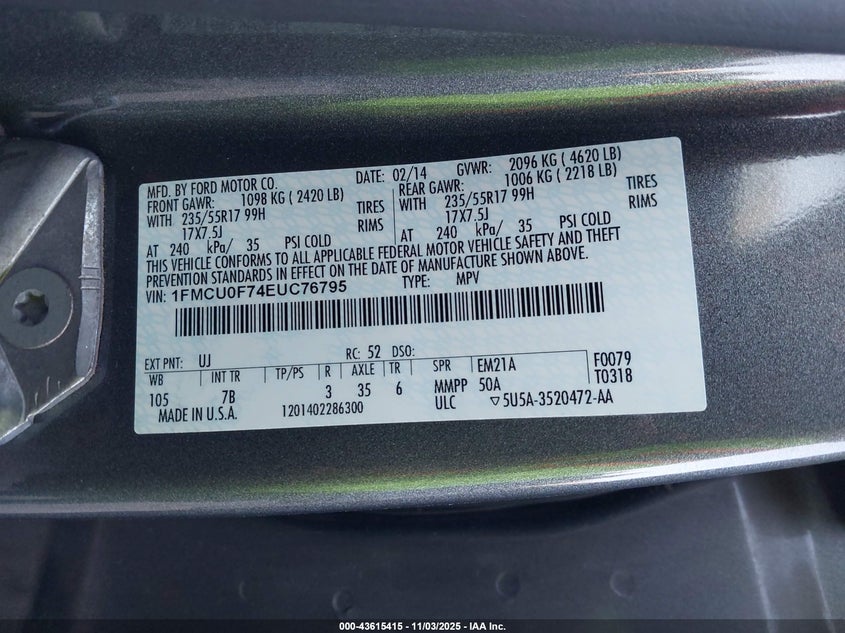 MFD. BY FORD MOTOR CO. DATE: 02/14 GVWR: 2096 KG ( 4620 LB)
FRONT GAWR: 1098 KG ( 2420 LB) REAR GAWR: 1006 KG ( 2218 LB)
WITH 235/55R17 99H TIRES WITH 235/55R17 99H TIRES
17X7.5J RIMS 17X7.5J RIMS
AT 240 kPa/ 35 PSI COLD AT 240 kPa/ 35 PSI COLD
THIS VEHICLE CONFORMS TO ALL APPLICABLE FEDERAL MOTOR VEHICLE SAFETY AND THEFT
PREVENTION STANDARDS IN EFFECT ON THE DATE OF MANUFACTURE SHOWN ABOVE.
VIN: 1FMCU0F74EUC76795 TYPE: MPV
EXT PNT: UJ RC: 52 DSO: F0079
WB INT TR TP/PS R AXLE TR SPR EM21A T0318
105 7B 3 35 6 MMPP 50A
MADE IN U.S.A. 1201402286300 ULC ▽5U5A-3520472-AA
000-43615415 - 11/03/2025 - IAA Inc.